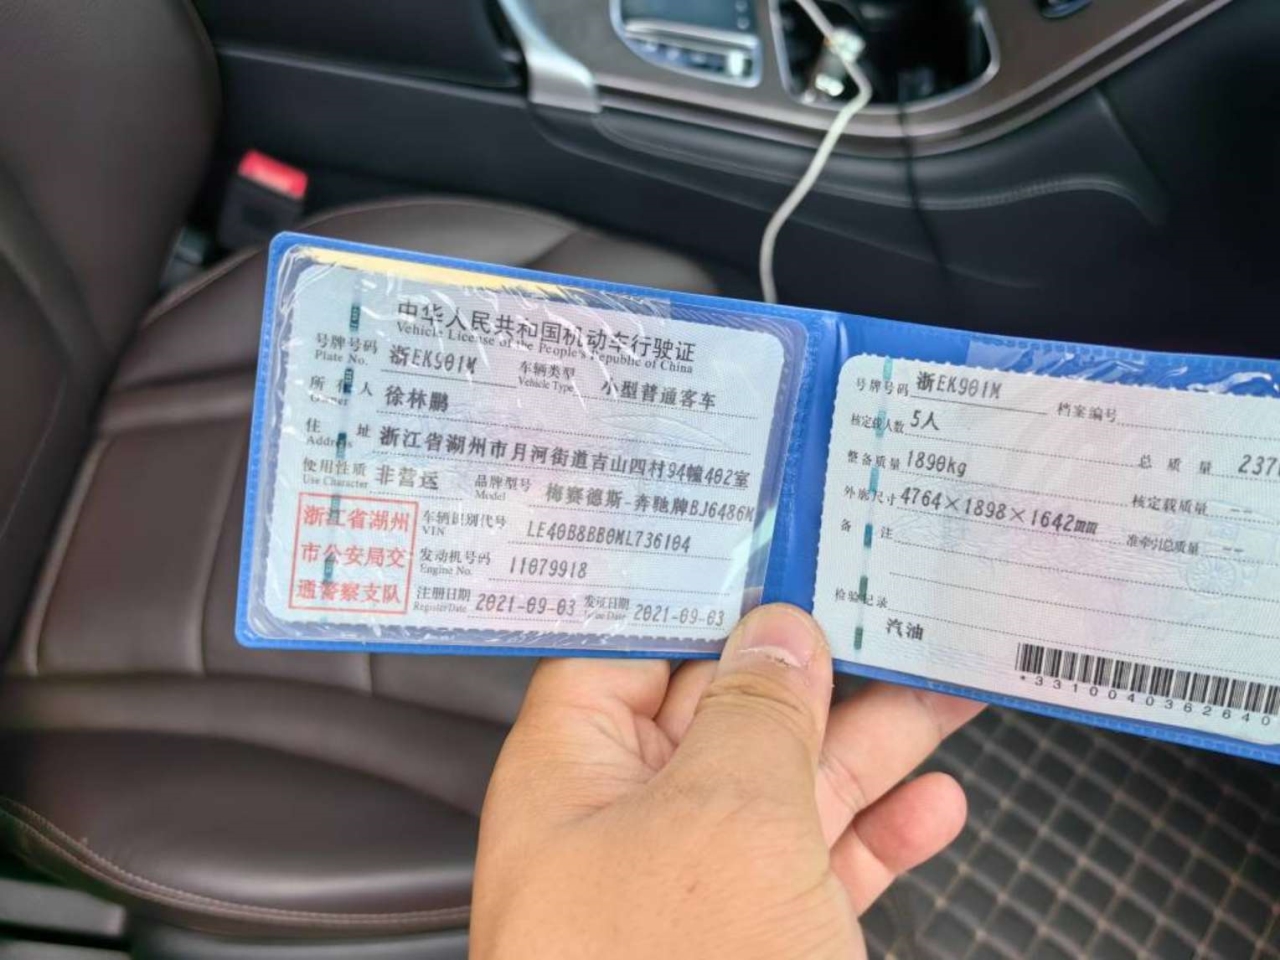 中华人民共和国机动车行驶证
Vehicle License of the People's Republic of China
号牌号码 浙EK901M 车辆类型 小型普通客车
Plate No. Vehicle Type
所有人 徐林鹏
Owner
住址 浙江省湖州市月河街道吉山四村94幢402室
Address
使用性质 非营运 品牌型号 梅赛德斯-奔驰牌BJ6486M
Use Character Model
浙江省湖州
市公安局交
通警察支队
车辆识别代号 LE40B8BB0ML736104
VIN
发动机号码 11079918
Engine No.
注册日期 2021-09-03 发证日期 2021-09-03
Register Date Issue Date
号牌号码 浙EK901M 档案编号
核定载人数 5人 总质量 237
整备质量 1890kg 核定载质量 --
外廓尺寸 4764×1898×1642mm 准牵引总质量 --
备注
检验记录
汽油
*3310040362640